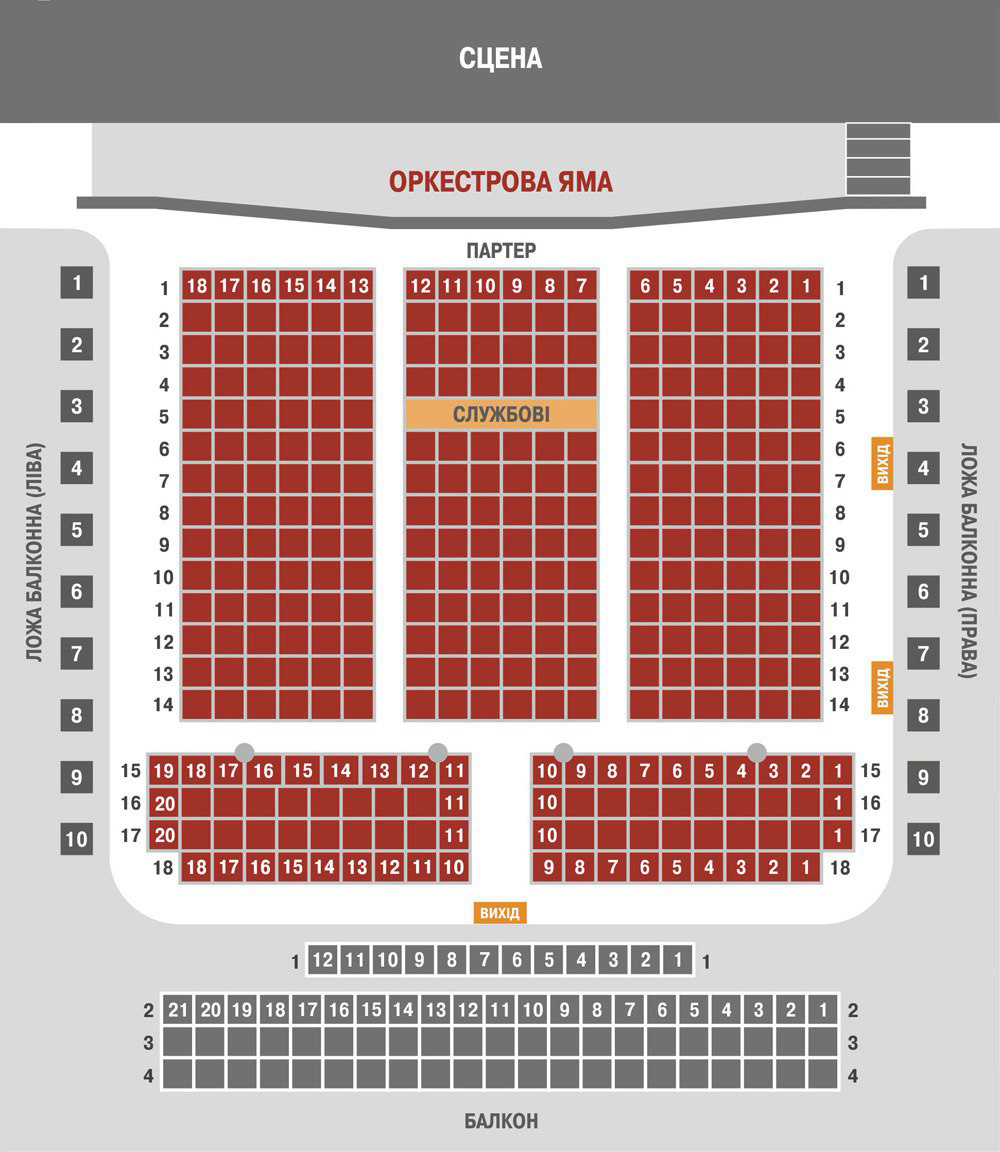 СЦЕНА
ОРКЕСТРОВА ЯМА
ПАРТЕР
ЛОЖА БАЛКОННА (ЛІВА)
1
2
3
4
5
6
7
8
9
10
1 18 17 16 15 14 13 12 11 10 9 8 7 6 5 4 3 2 1 1
2 2
3 3
4 4
5 СЛУЖБОВІ 5
6 6
7 7
8 8
9 9
10 10
11 11
12 12
13 13
14 14
ВИХІД
ВИХІД
15 19 18 17 16 15 14 13 12 11 10 9 8 7 6 5 4 3 2 1 15
16 20 11 10 1 16
17 20 11 10 1 17
18 18 17 16 15 14 13 12 11 10 9 8 7 6 5 4 3 2 1 18
ВИХІД
1
2
3
4
5
6
7
8
9
10
ЛОЖА БАЛКОННА (ПРАВА)
1 12 11 10 9 8 7 6 5 4 3 2 1 1
2 21 20 19 18 17 16 15 14 13 12 11 10 9 8 7 6 5 4 3 2 1 2
3 3
4 4
БАЛКОН